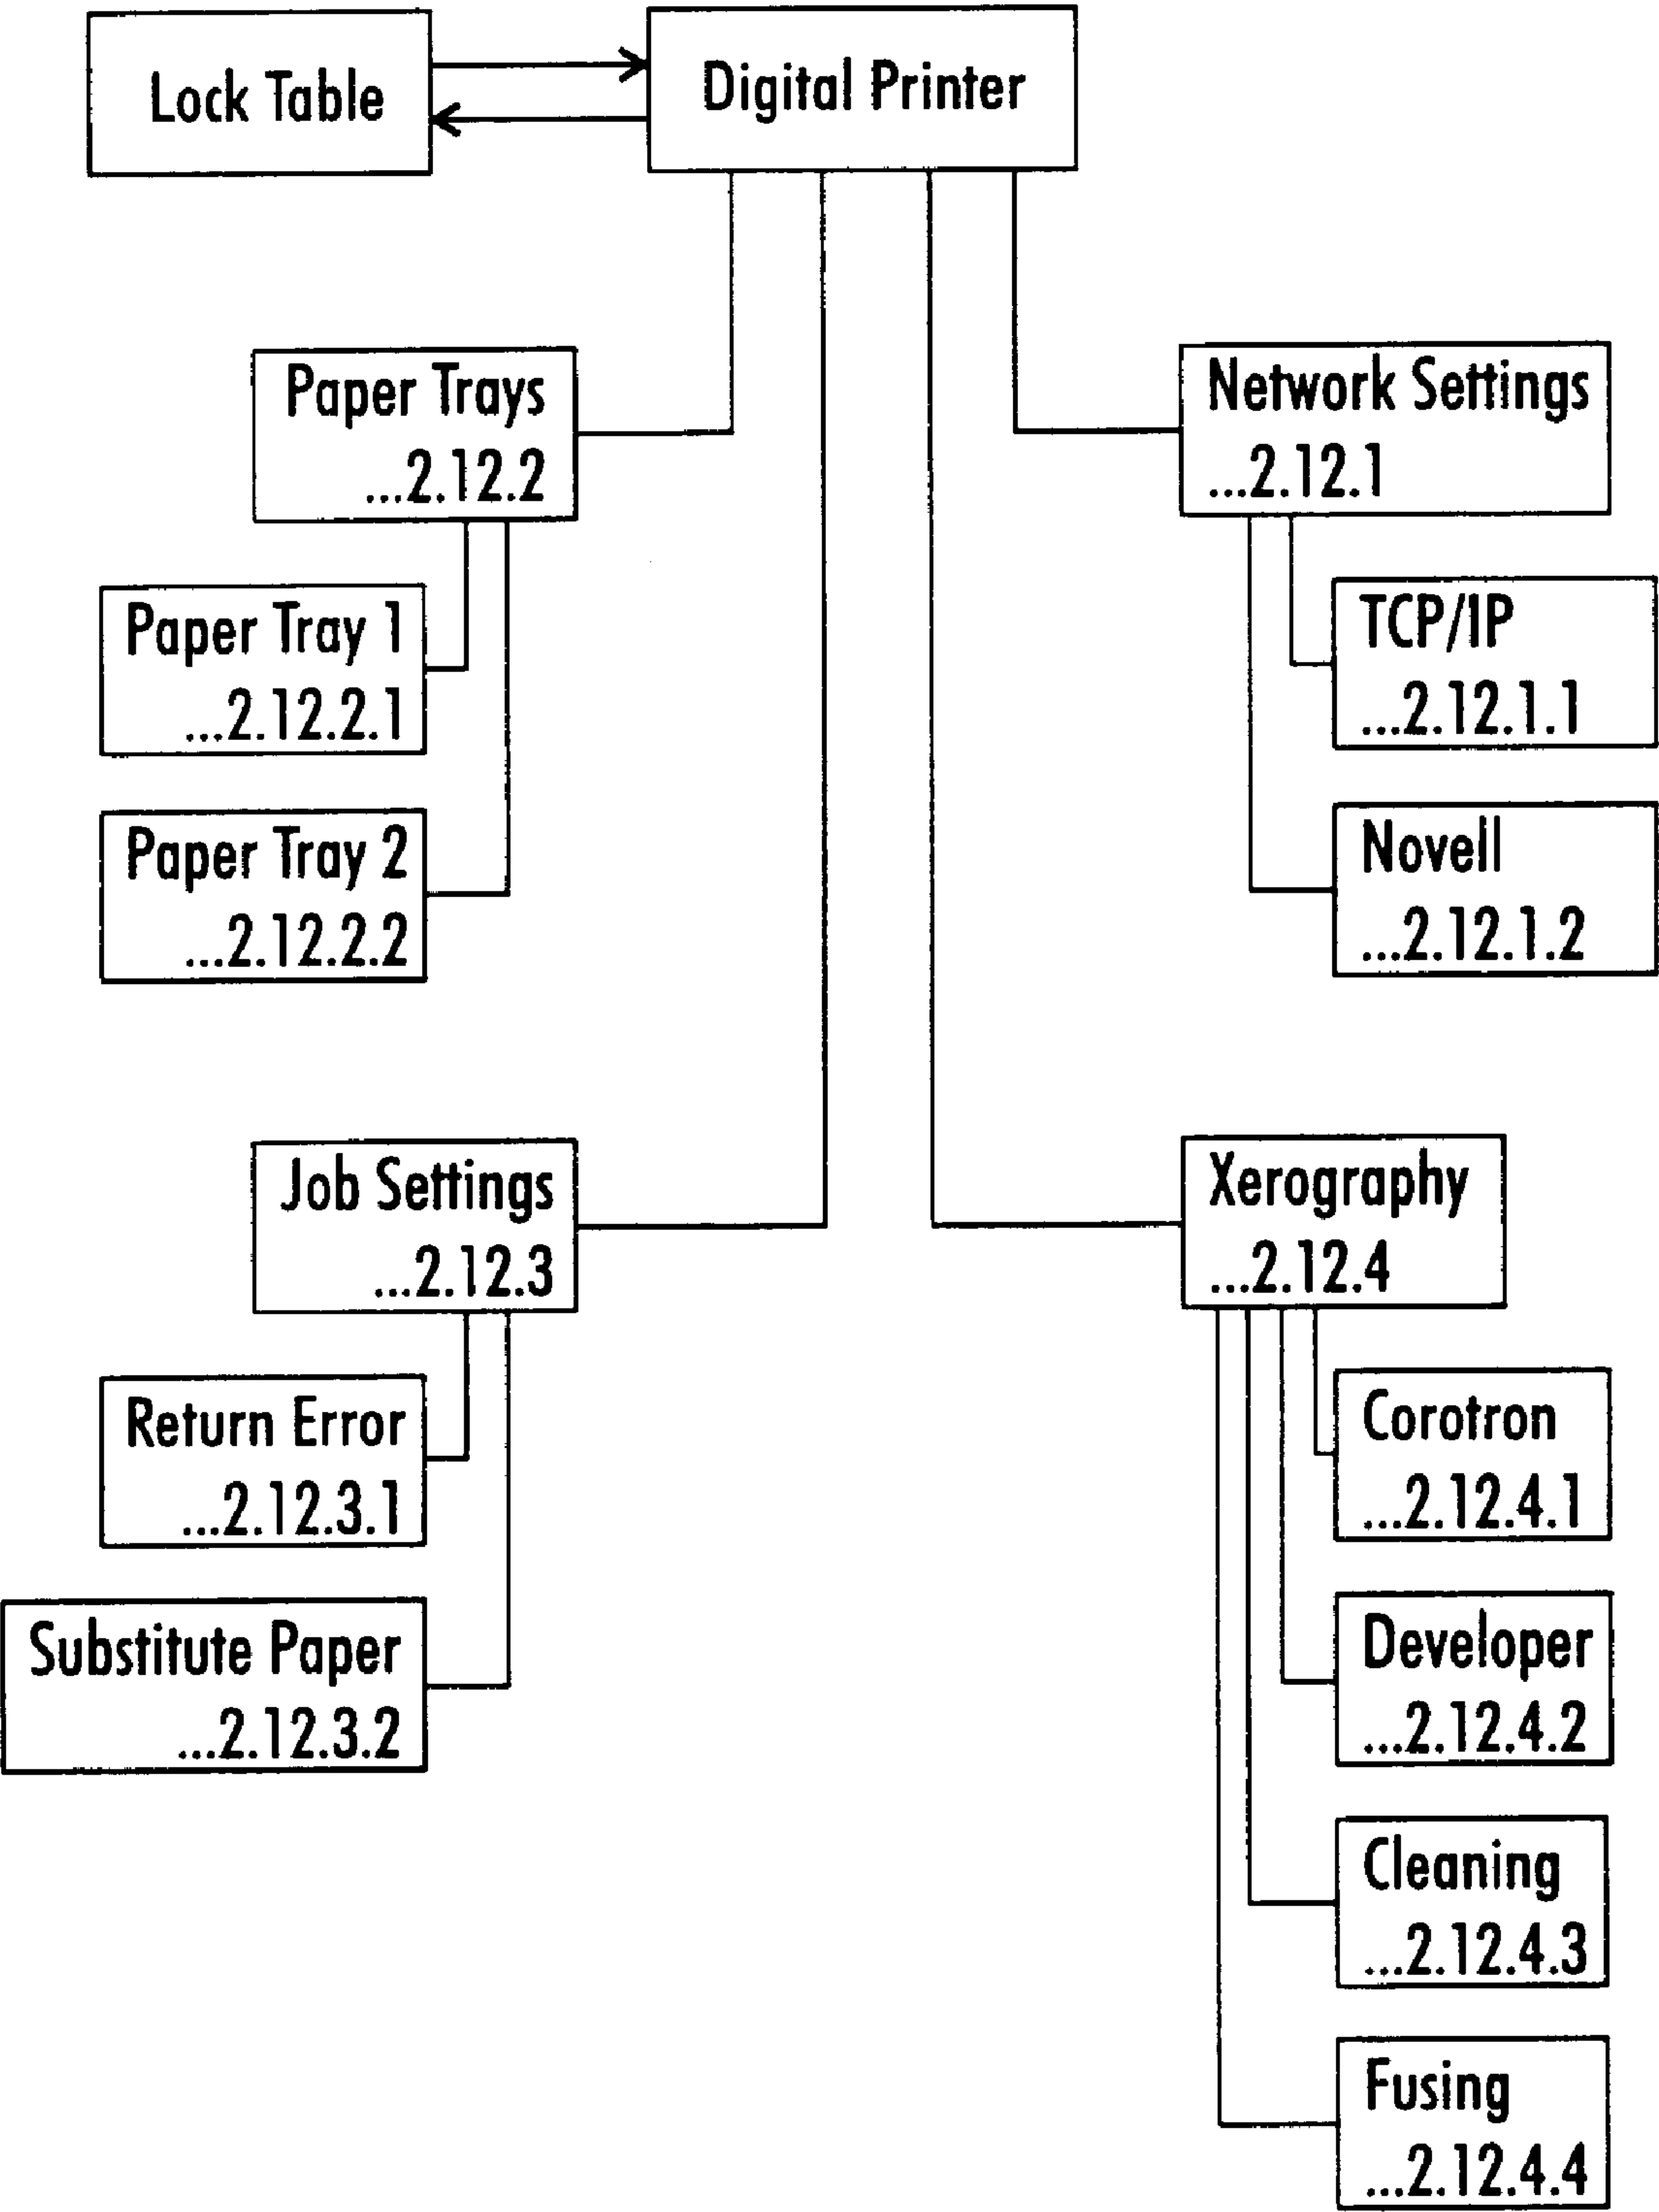 Lock Table
Digital Printer
Paper Trays
...2.12.2
Paper Tray 1
...2.12.2.1
Paper Tray 2
...2.12.2.2
Network Settings
...2.12.1
TCP/IP
...2.12.1.1
Novell
...2.12.1.2
Job Settings
...2.12.3
Return Error
...2.12.3.1
Substitute Paper
...2.12.3.2
Xerography
...2.12.4
Corotron
...2.12.4.1
Developer
...2.12.4.2
Cleaning
...2.12.4.3
Fusing
...2.12.4.4